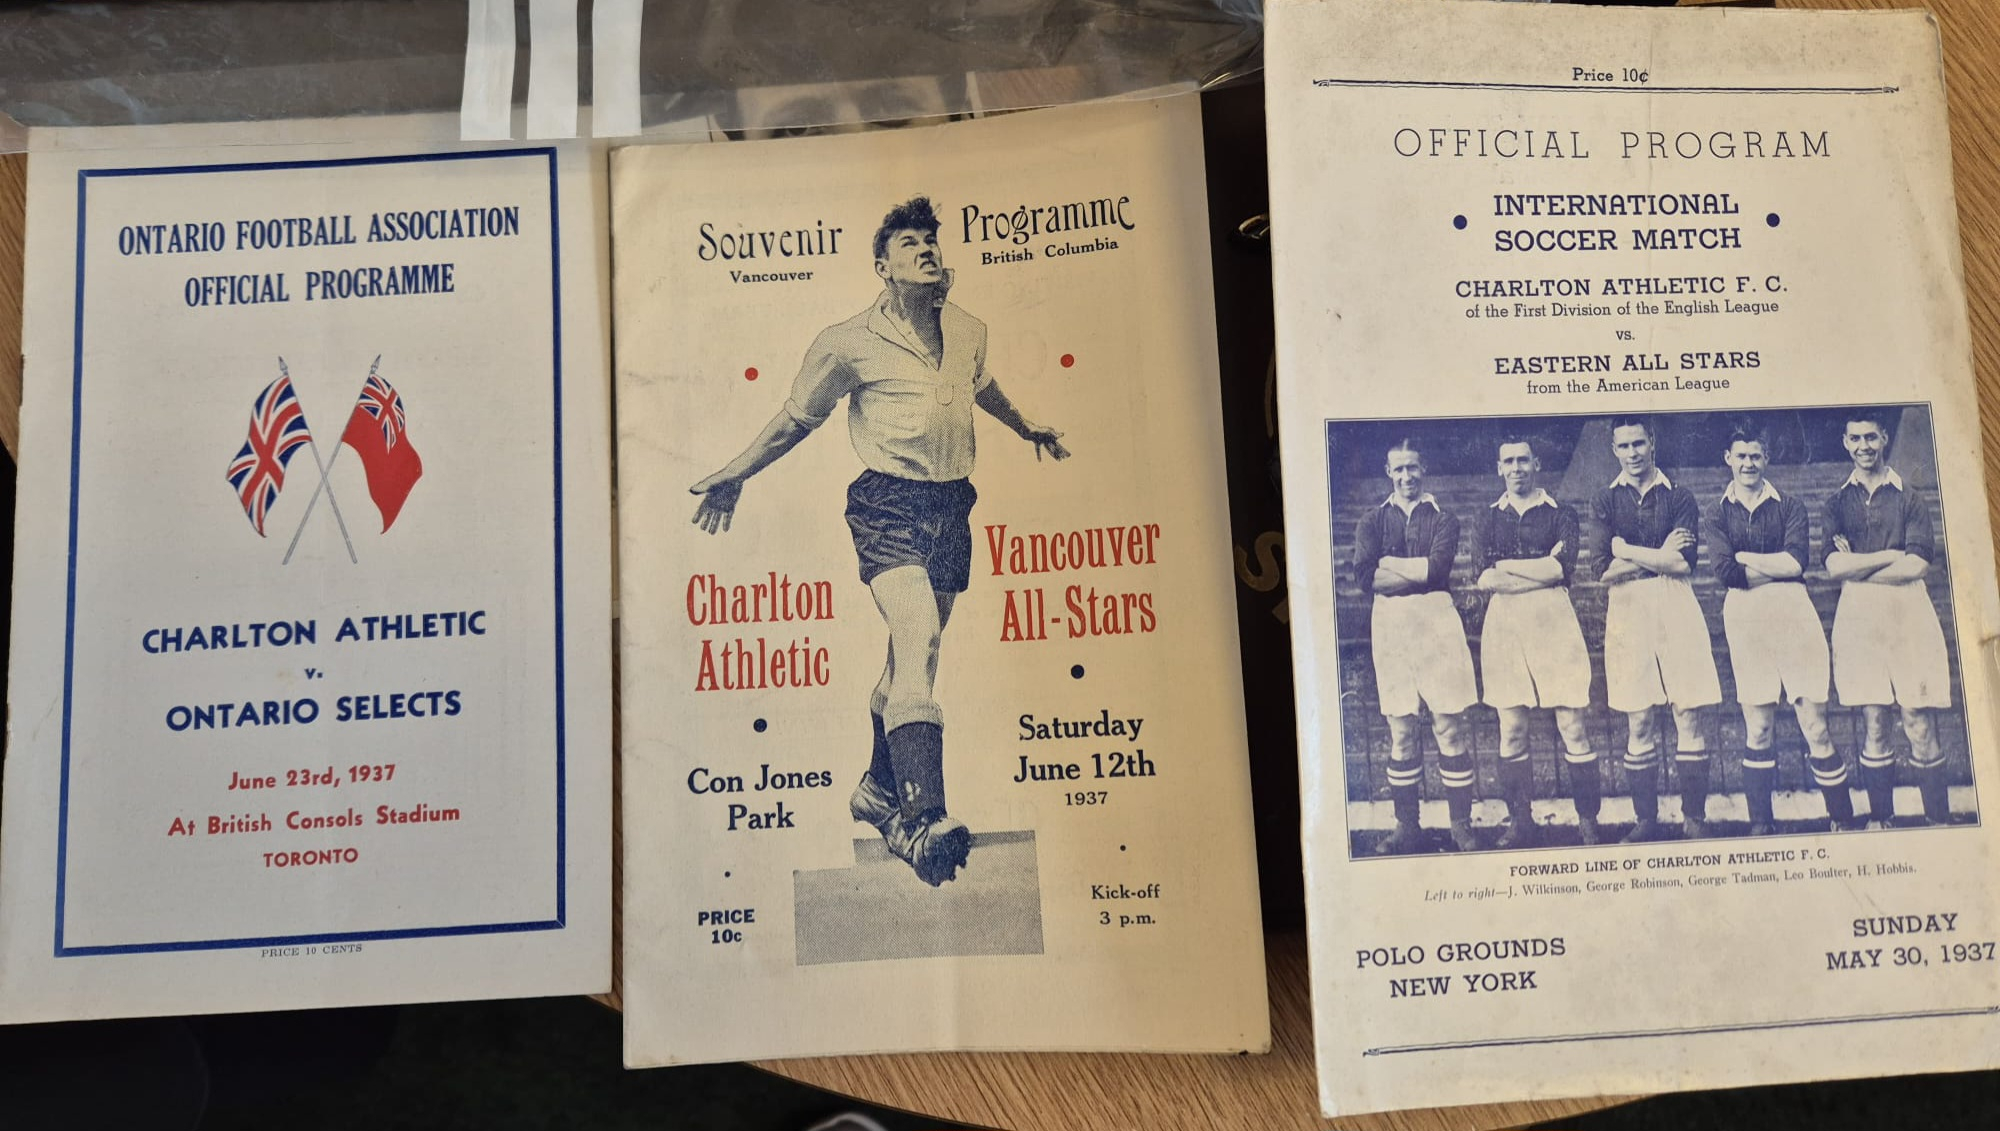 ONTARIO FOOTBALL ASSOCIATION
OFFICIAL PROGRAMME
CHARLTON ATHLETIC
v.
ONTARIO SELECTS
June 23rd, 1937
At British Consols Stadium
TORONTO
PRICE 10 CENTS
Souvenir Programme
Vancouver British Columbia
Charlton
Athletic
Vancouver
All-Stars
Con Jones
Park
Saturday
June 12th
1937
PRICE
10c
Kick-off
3 p.m.
Price 10¢
OFFICIAL PROGRAM
• INTERNATIONAL •
SOCCER MATCH
CHARLTON ATHLETIC F. C.
of the First Division of the English League
vs.
EASTERN ALL STARS
from the American League
FORWARD LINE OF CHARLTON ATHLETIC F. C.
Left to right—J. Wilkinson, George Robinson, George Tadman, Leo Boulter, H. Hobbis.
POLO GROUNDS
NEW YORK
SUNDAY
MAY 30, 1937